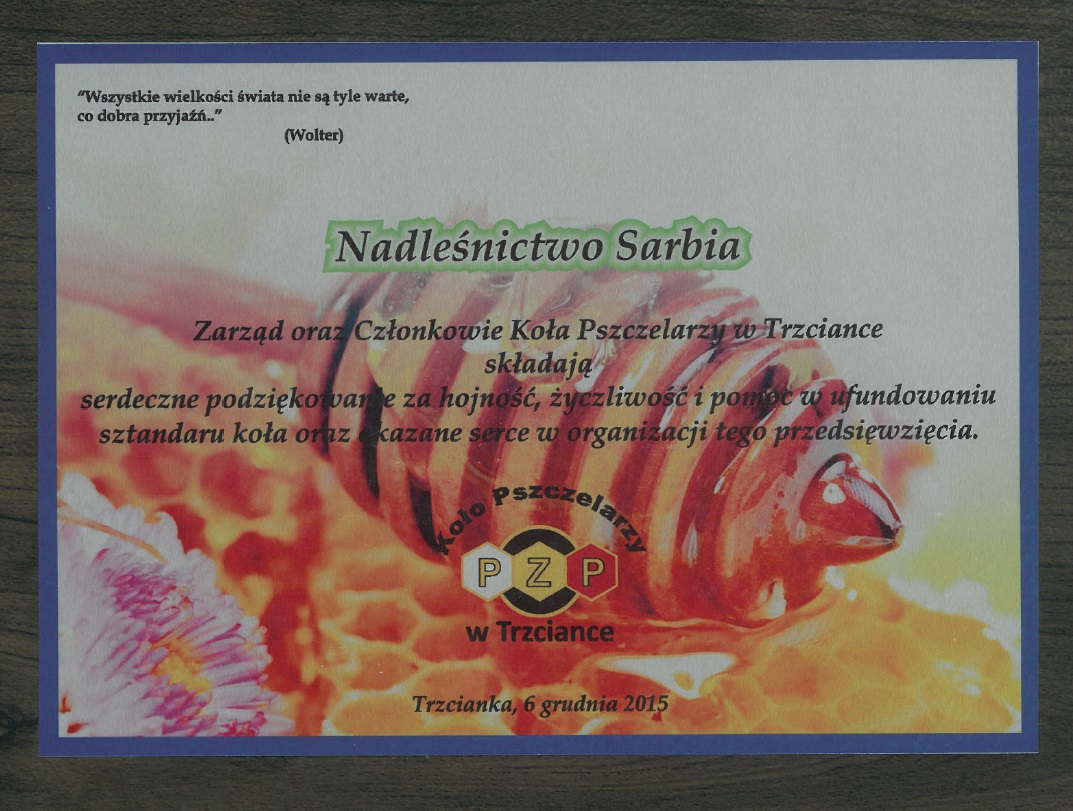 “Wszystkie wielkości świata nie są tyle warte,
co dobra przyjaźń..”
(Wolter)
Nadleśnictwo Sarbia
Zarząd oraz Członkowie Koła Pszczelarzy w Trzciance
składają
serdeczne podziękowanie za hojność, życzliwość i pomoc w ufundowaniu
sztandaru koła oraz okazane serce w organizacji tego przedsięwzięcia.
Koło Pszczelarzy
PZP
w Trzciance
Trzcianka, 6 grudnia 2015